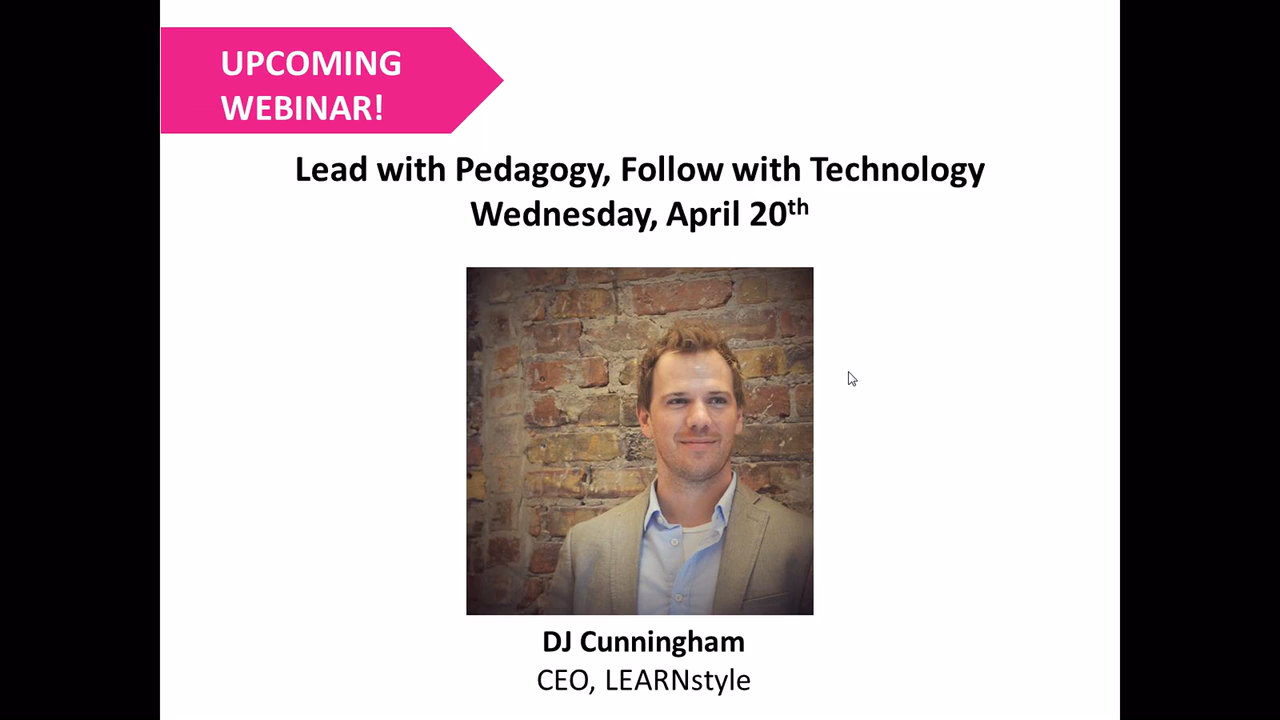 UPCOMING
WEBINAR!
Lead with Pedagogy, Follow with Technology
Wednesday, April 20th
DJ Cunningham
CEO, LEARNstyle